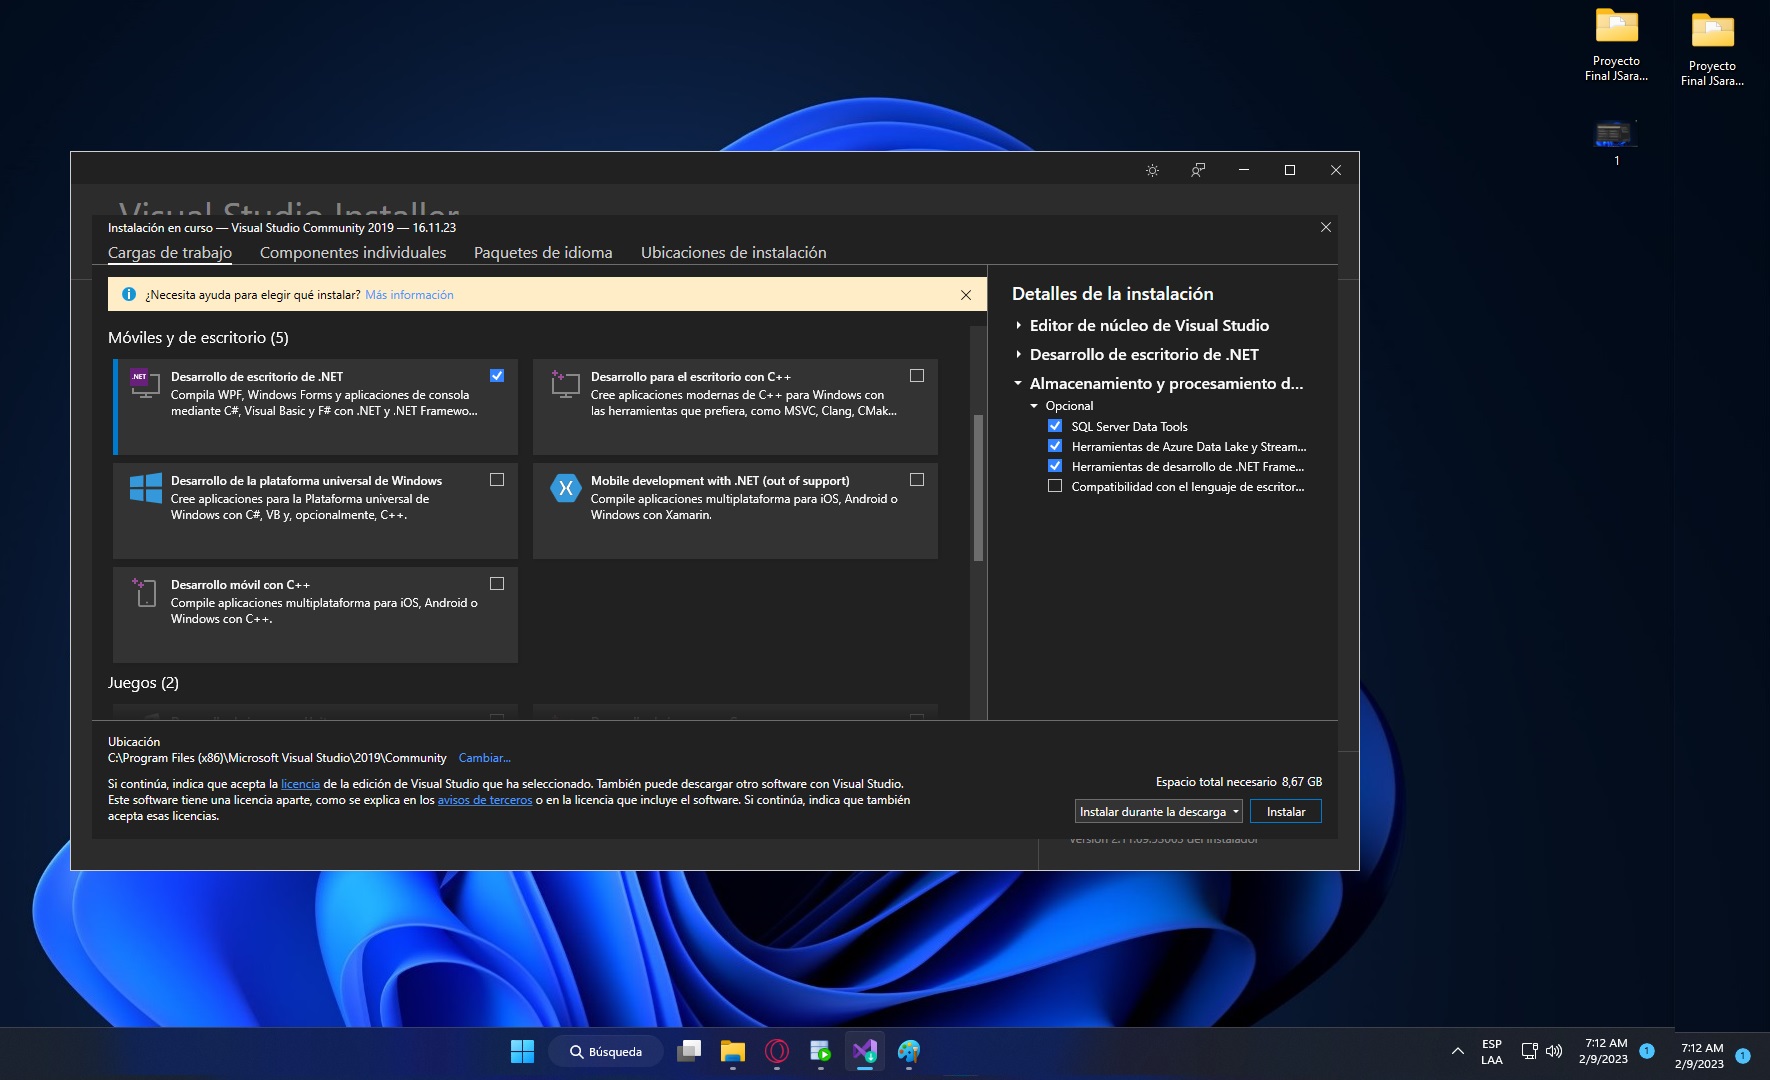 Proyecto
Final JSara...
Proyecto
Final JSara...
1
Visual Studio Installer
Instalación en curso — Visual Studio Community 2019 — 16.11.23
Cargas de trabajo
Componentes individuales
Paquetes de idioma
Ubicaciones de instalación
¿Necesita ayuda para elegir qué instalar? Más información
Móviles y de escritorio (5)
.NET
Desarrollo de escritorio de .NET
Compila WPF, Windows Forms y aplicaciones de consola
mediante C#, Visual Basic y F# con .NET y .NET Framewo...
Desarrollo para el escritorio con C++
Cree aplicaciones modernas de C++ para Windows con
las herramientas que prefiera, como MSVC, Clang, CMak...
Desarrollo de la plataforma universal de Windows
Cree aplicaciones para la Plataforma universal de
Windows con C#, VB y, opcionalmente, C++.
Mobile development with .NET (out of support)
Compile aplicaciones multiplataforma para iOS, Android o
Windows con Xamarin.
Desarrollo móvil con C++
Compile aplicaciones multiplataforma para iOS, Android o
Windows con C++.
Juegos (2)
Detalles de la instalación
Editor de núcleo de Visual Studio
Desarrollo de escritorio de .NET
Almacenamiento y procesamiento d...
Opcional
SQL Server Data Tools
Herramientas de Azure Data Lake y Stream...
Herramientas de desarrollo de .NET Frame...
Compatibilidad con el lenguaje de escritor...
Ubicación
C:\Program Files (x86)\Microsoft Visual Studio\2019\Community Cambiar...
Si continúa, indica que acepta la licencia de la edición de Visual Studio que ha seleccionado. También puede descargar otro software con Visual Studio.
Este software tiene una licencia aparte, como se explica en los avisos de terceros o en la licencia que incluye el software. Si continúa, indica que también
acepta esas licencias.
Espacio total necesario 8,67 GB
Instalar durante la descarga
Instalar
del instalador
Búsqueda
ESP
LAA
7:12 AM
2/9/2023
1
7:12 AM
2/9/2023
1